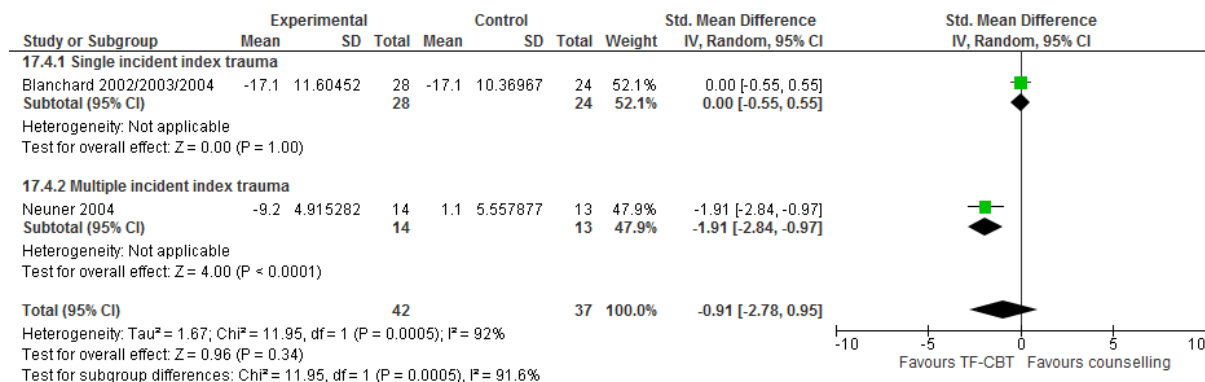 Experimental Control Std. Mean Difference Std. Mean Difference
Study or Subgroup Mean SD Total Mean SD Total Weight IV, Random, 95% CI IV, Random, 95% CI
17.4.1 Single incident index trauma
Blanchard 2002/2003/2004 -17.1 11.60452 28 -17.1 10.36967 24 52.1% 0.00 [-0.55, 0.55]
Subtotal (95% CI) 28 24 52.1% 0.00 [-0.55, 0.55]
Heterogeneity: Not applicable
Test for overall effect: Z = 0.00 (P = 1.00)
17.4.2 Multiple incident index trauma
Neuner 2004 -9.2 4.915282 14 1.1 5.557877 13 47.9% -1.91 [-2.84, -0.97]
Subtotal (95% CI) 14 13 47.9% -1.91 [-2.84, -0.97]
Heterogeneity: Not applicable
Test for overall effect: Z = 4.00 (P < 0.0001)
Total (95% CI) 42 37 100.0% -0.91 [-2.78, 0.95]
Heterogeneity: Tau² = 1.67; Chi² = 11.95, df = 1 (P = 0.0005); I² = 92%
Test for overall effect: Z = 0.96 (P = 0.34)
Test for subgroup differences: Chi² = 11.95, df = 1 (P = 0.0005), I² = 91.6%
-10 -5 0 5 10
Favours TF-CBT Favours counselling